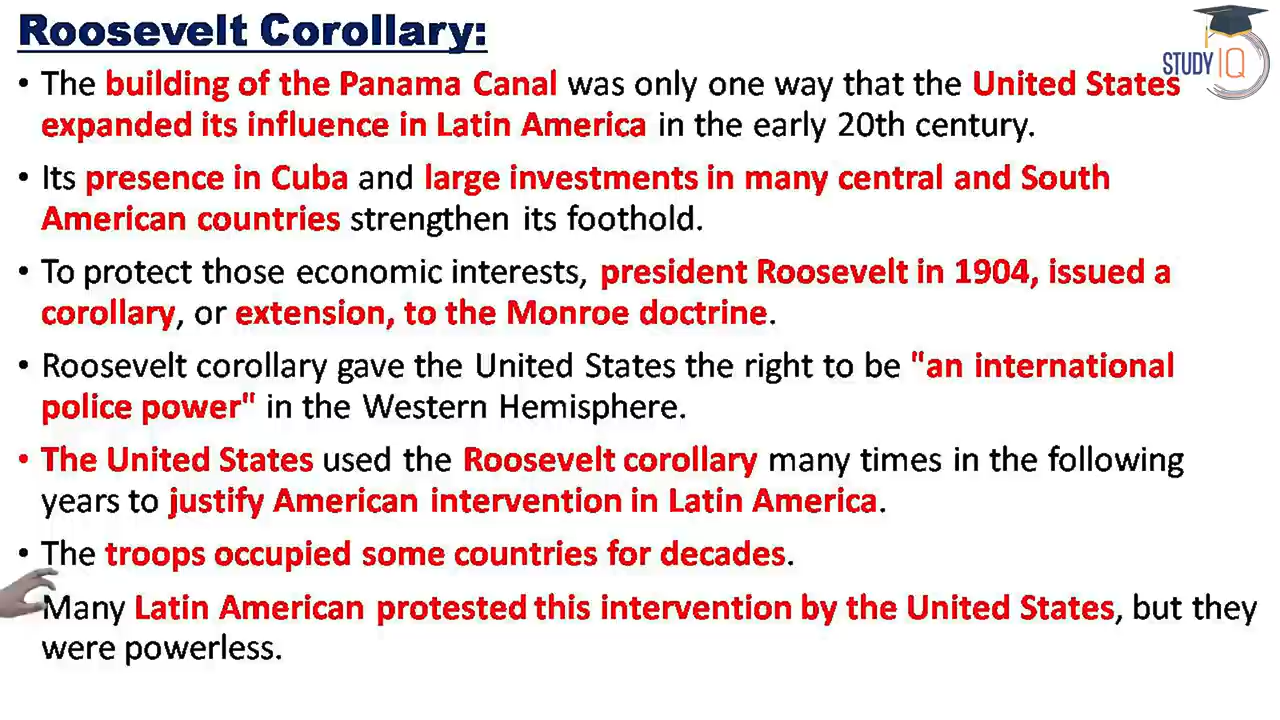 Roosevelt Corollary:
STUDY IQ
• The building of the Panama Canal was only one way that the United States
expanded its influence in Latin America in the early 20th century.
• Its presence in Cuba and large investments in many central and South
American countries strengthen its foothold.
• To protect those economic interests, president Roosevelt in 1904, issued a
corollary, or extension, to the Monroe doctrine.
• Roosevelt corollary gave the United States the right to be "an international
police power" in the Western Hemisphere.
• The United States used the Roosevelt corollary many times in the following
years to justify American intervention in Latin America.
• The troops occupied some countries for decades.
Many Latin American protested this intervention by the United States, but they
were powerless.